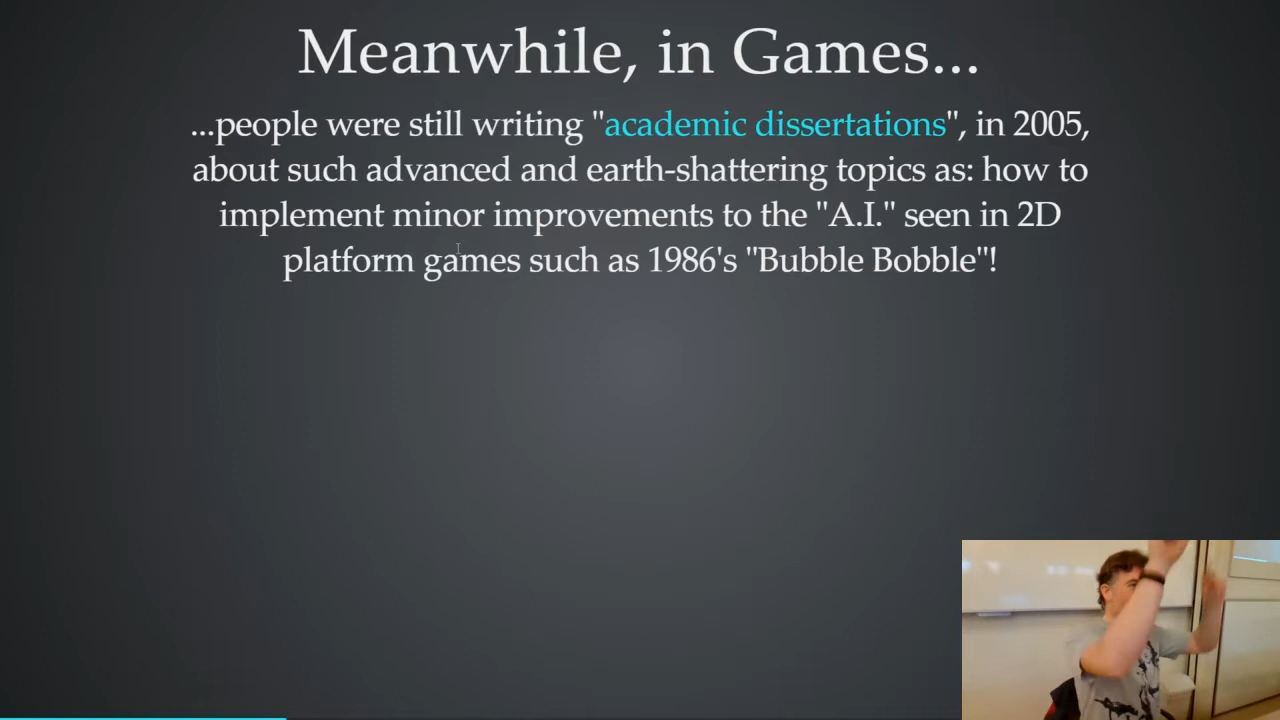 Meanwhile, in Games...
...people were still writing "academic dissertations", in 2005,
about such advanced and earth-shattering topics as: how to
implement minor improvements to the "A.I." seen in 2D
platform games such as 1986's "Bubble Bobble"!